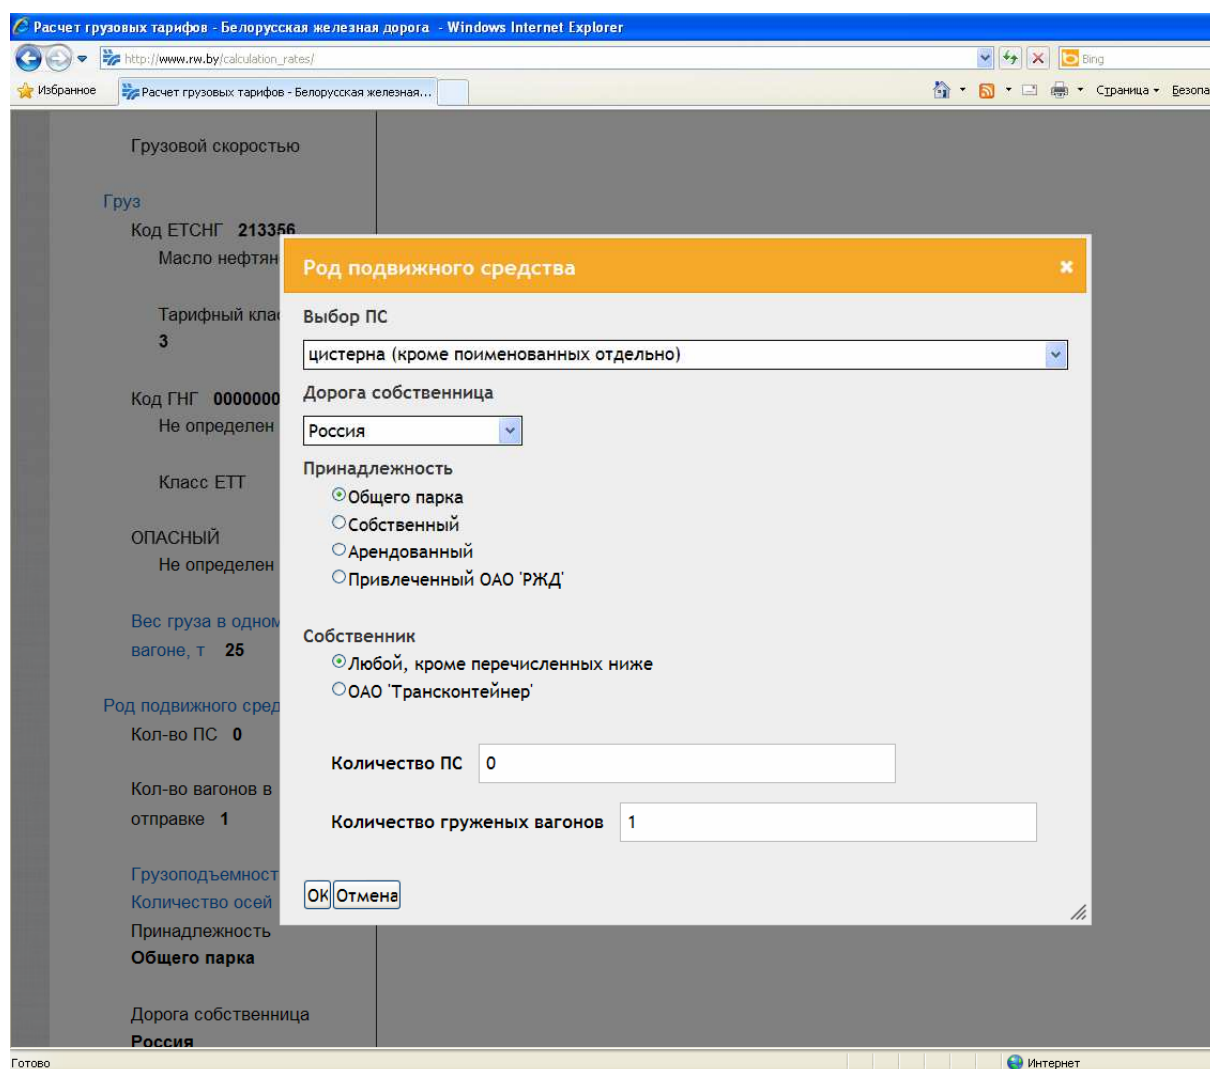 Расчет грузовых тарифов - Белорусская железная дорога - Windows Internet Explorer
http://www.rw.by/calculation_rates/
Bing
Избранное
Расчет грузовых тарифов - Белорусская железная...
Страница
Безопа
Грузовой скоростью
Груз
Код ЕТСНГ 213356
Масло нефтян
Тарифный клас
3
Код ГНГ 0000000
Не определен
Класс ЕТТ
ОПАСНЫЙ
Не определен
Вес груза в одном
вагоне, т 25
Род подвижного сред
Кол-во ПС 0
Кол-во вагонов в
отправке 1
Грузоподъемност
Количество осей
Принадлежность
Общего парка
Дорога собственница
Россия
Род подвижного средства
Выбор ПС
цистерна (кроме поименованных отдельно)
Дорога собственница
Россия
Принадлежность
Общего парка
Собственный
Арендованный
Привлеченный ОАО 'РЖД'
Собственник
Любой, кроме перечисленных ниже
ОАО 'Трансконтейнер'
Количество ПС 0
Количество груженых вагонов 1
ОК Отмена
Готово
Интернет